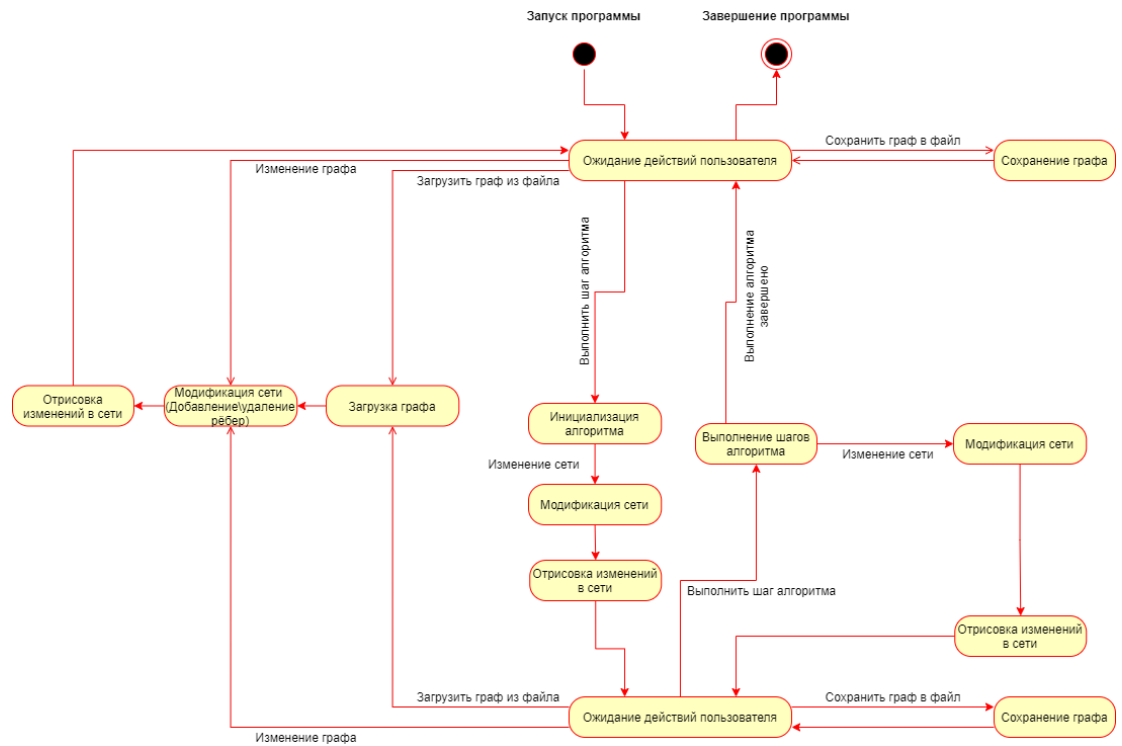 Запуск программы
Завершение программы
Ожидание действий пользователя
Сохранить граф в файл
Сохранение графа
Изменение графа
Загрузить граф из файла
Выполнить шаг алгоритма
Выполнение алгоритма
завершено
Отрисовка
изменений в сети
Модификация сети
(Добавление\удаление
рёбер)
Загрузка графа
Инициализация
алгоритма
Выполнение шагов
алгоритма
Изменение сети
Модификация сети
Изменение сети
Модификация сети
Отрисовка изменений
в сети
Выполнить шаг алгоритма
Отрисовка изменений
в сети
Загрузить граф из файла
Ожидание действий пользователя
Сохранить граф в файл
Сохранение графа
Изменение графа